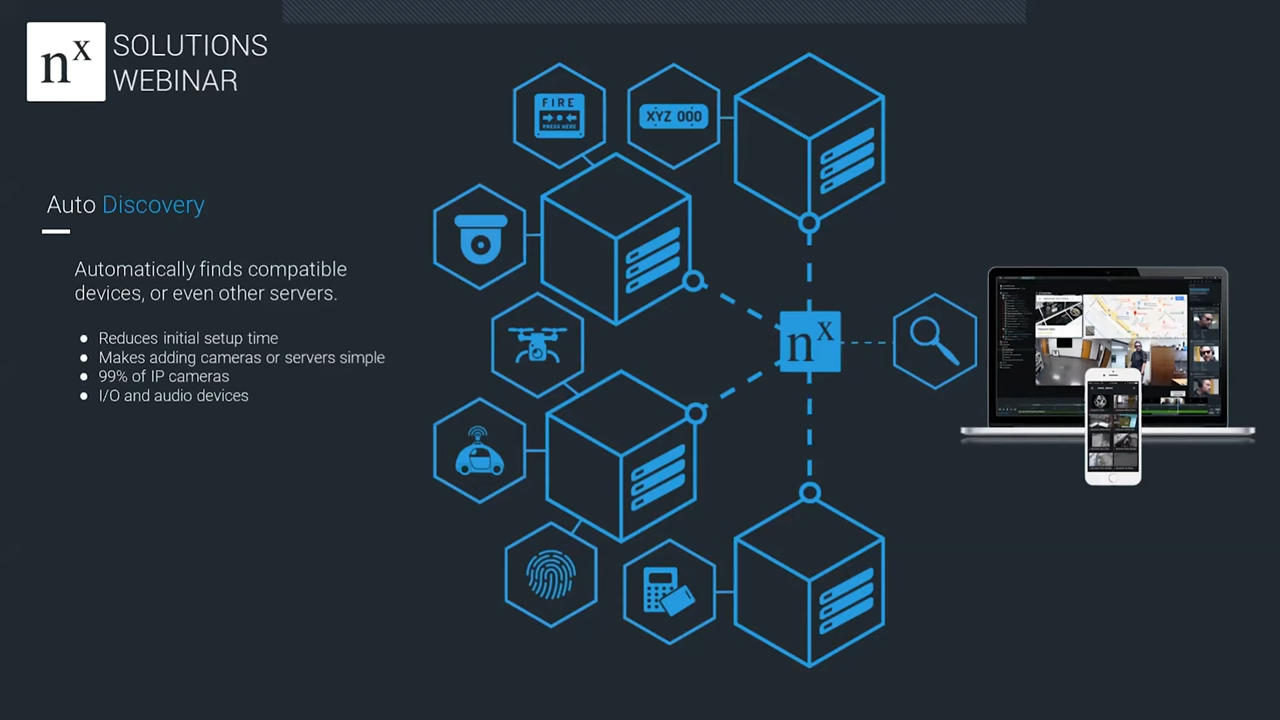 nx
SOLUTIONS
WEBINAR
FIRE
PRESS HERE
XYZ 000
Auto Discovery
Automatically finds compatible
devices, or even other servers.
● Reduces initial setup time
● Makes adding cameras or servers simple
● 99% of IP cameras
● I/O and audio devices
nx